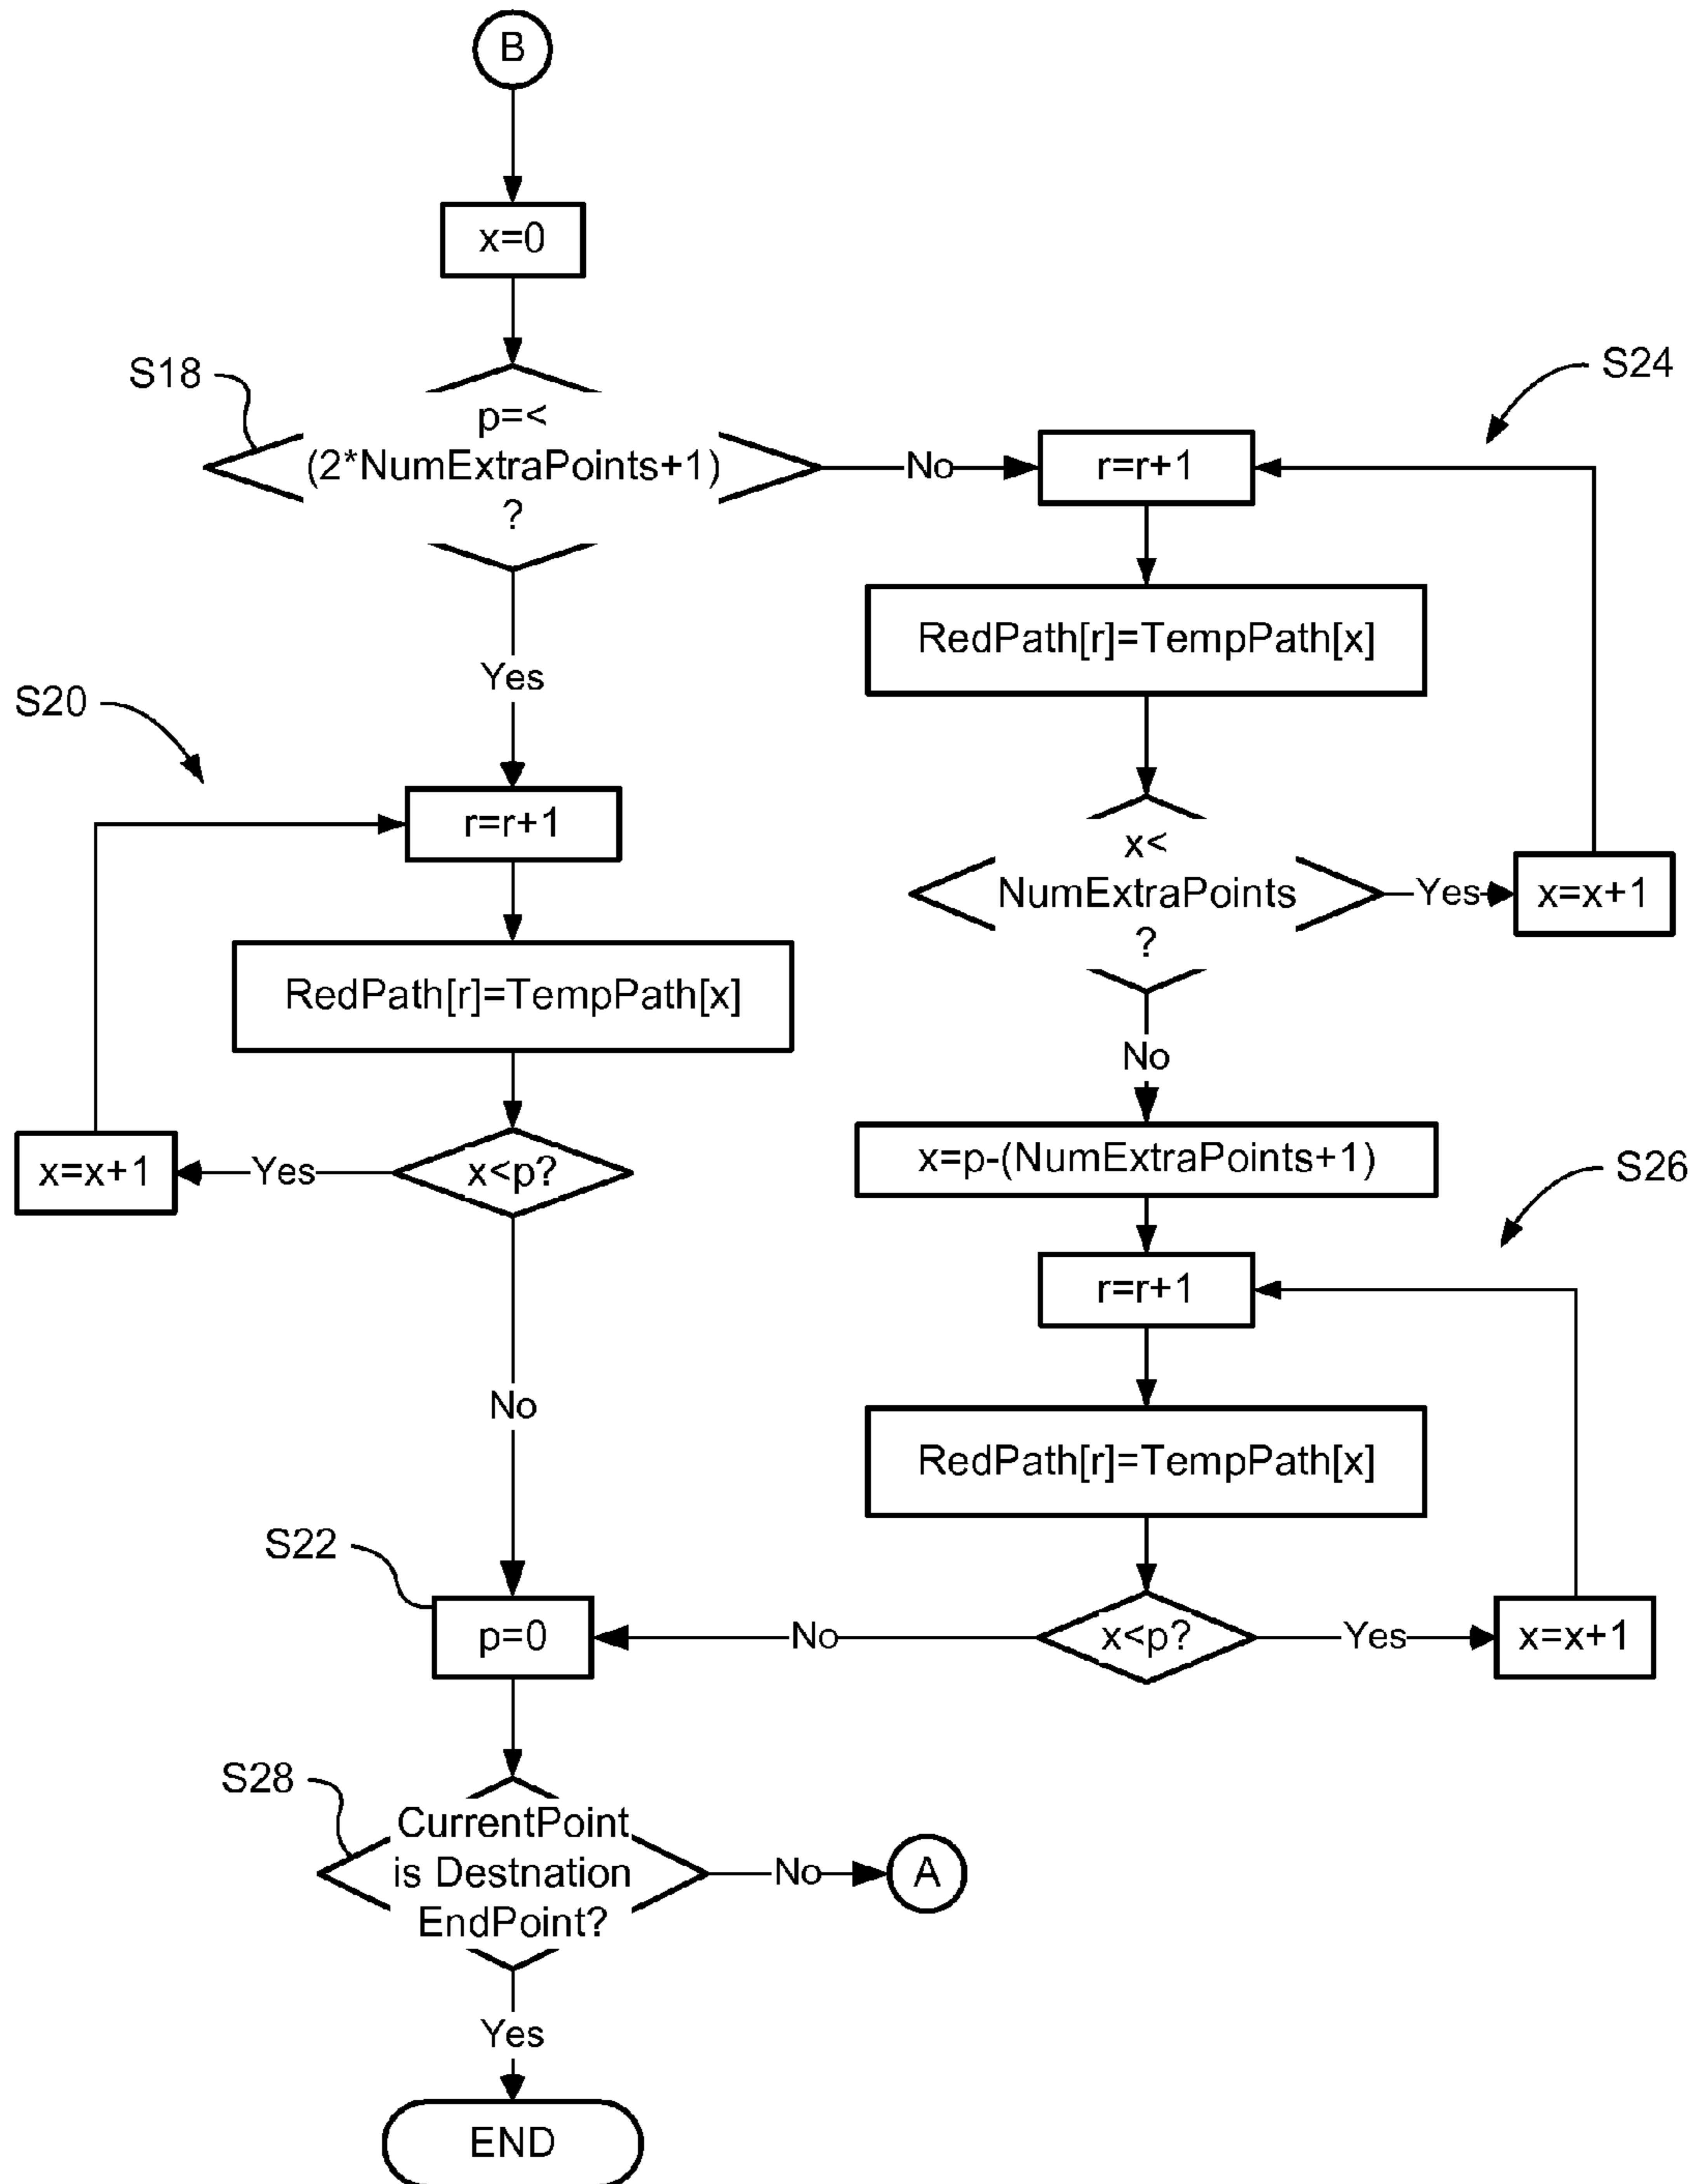 B
x=0
S18
p=<
(2*NumExtraPoints+1)
?
No
r=r+1
S24
RedPath[r]=TempPath[x]
Yes
S20
r=r+1
x<
NumExtraPoints
?
Yes
x=x+1
RedPath[r]=TempPath[x]
No
x=x+1
Yes
x<p?
x=p-(NumExtraPoints+1)
S26
r=r+1
No
RedPath[r]=TempPath[x]
S22
p=0
No
x<p?
Yes
x=x+1
S28
CurrentPoint
is Destnation
EndPoint?
No
A
Yes
END